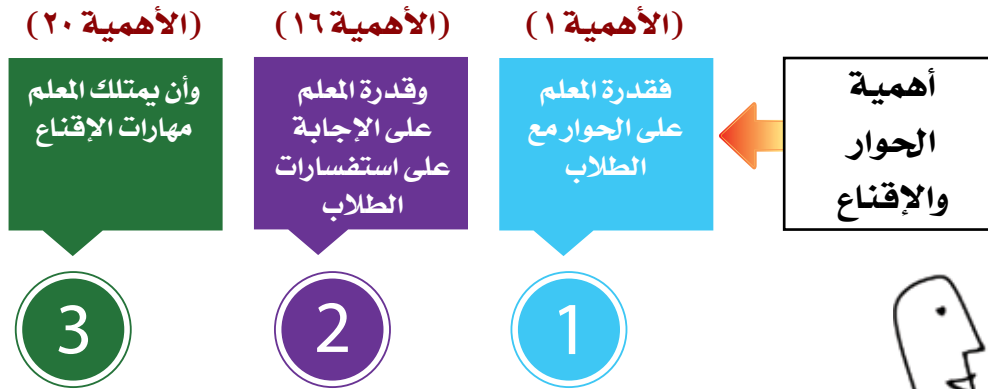 (الأهمية ١)
(الأهمية ١٦)
(الأهمية ٢٠)
أهمية
الحوار
والإقناع
فقدرة المعلم
على الحوار مع
الطلاب
وقدرة المعلم
على الإجابة
على استفسارات
الطلاب
وأن يمتلك المعلم
مهارات الإقناع
1
2
3